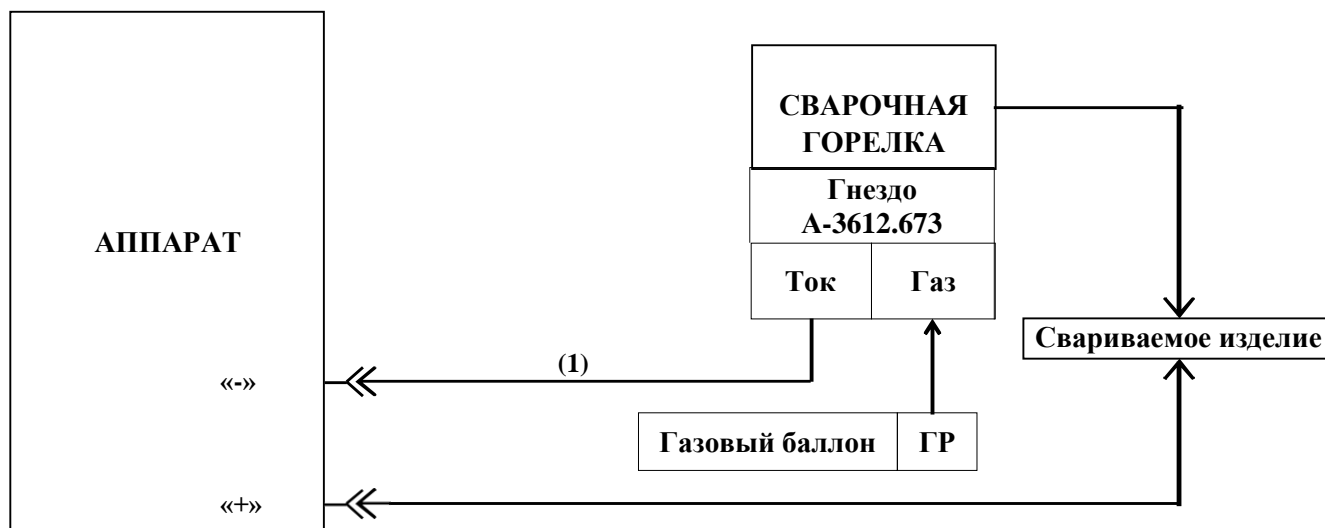 СВАРОЧНАЯ
ГОРЕЛКА
Гнездо
А-3612.673
АППАРАТ
Ток
Газ
Свариваемое изделие
(1)
«-»
Газовый баллон
ГР
«+»